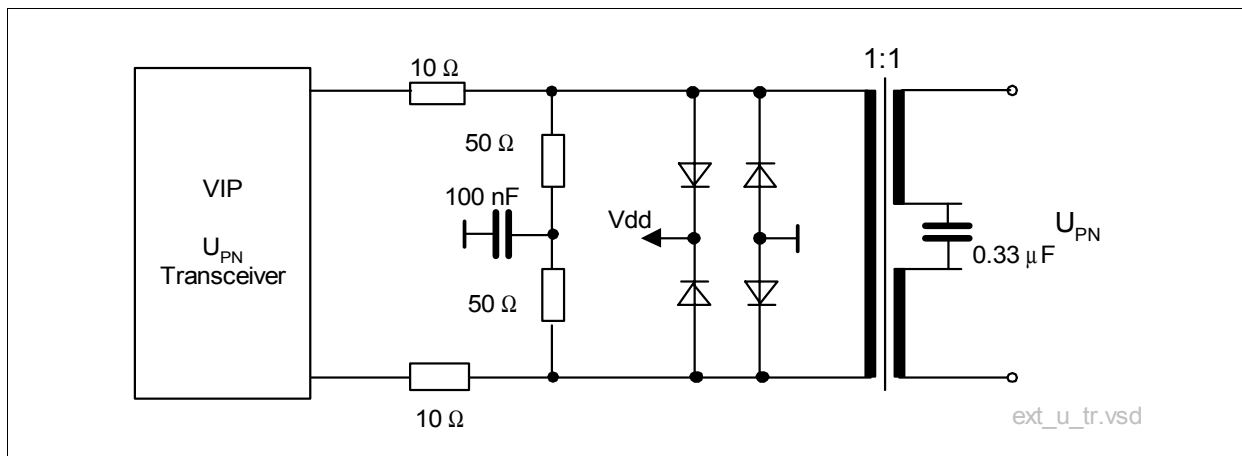 10 Ω
1:1
50 Ω
100 nF
VIP
U_PN
Transceiver
Vdd
U_PN
0.33 μF
50 Ω
10 Ω
ext_u_tr.vsd